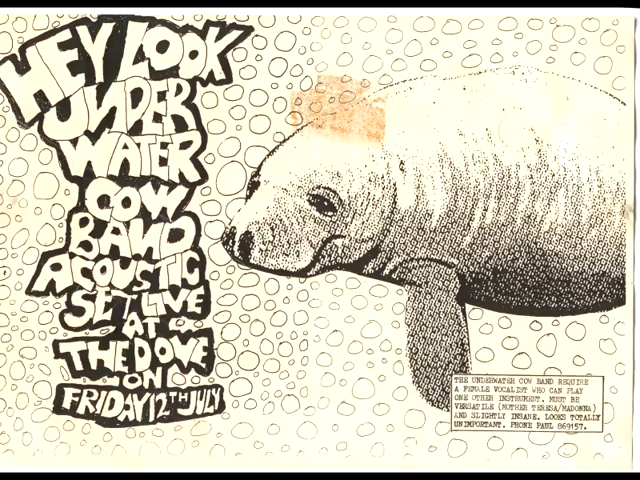 HEY LOOK
UNDER
WATER
COW
BAND
ACOUSTIC
SET LIVE
AT
THE DOVE
ON
FRIDAY 12TH JULY
THE UNDERWATER COW BAND REQUIRE
A FEMALE VOCALIST WHO CAN PLAY
ONE OTHER INSTRUMENT. MUST BE
VERSATILE (MOTHER TERESA/MADONNA)
AND SLIGHTLY INSANE. LOOKS TOTALLY
UNIMPORTANT. PHONE PAUL 869157.